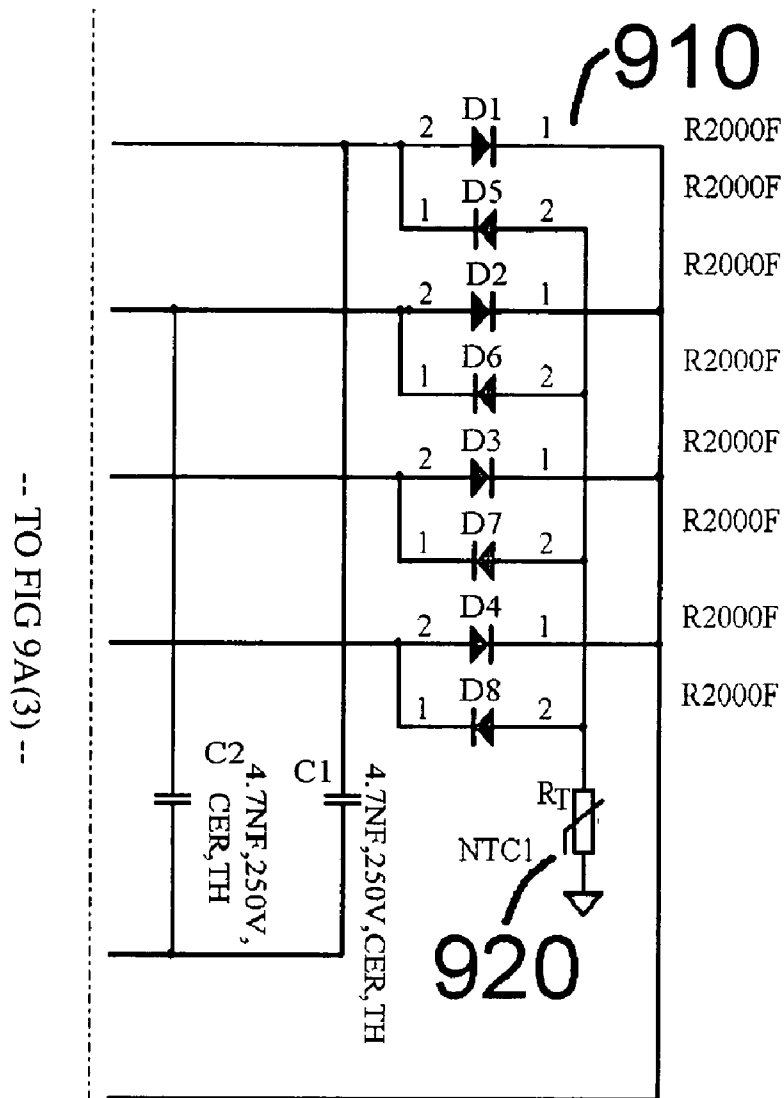 910
D1
2 1 R2000F
D5
1 2 R2000F
D2
2 1 R2000F
D6
1 2 R2000F
D3
2 1 R2000F
D7
1 2 R2000F
D4
2 1 R2000F
D8
1 2 R2000F
C2
4.7NF,250V,
CER,TH
C1
4.7NF,250V,CER,TH
RT
NTC1
920
-- TO FIG 9A(3) --